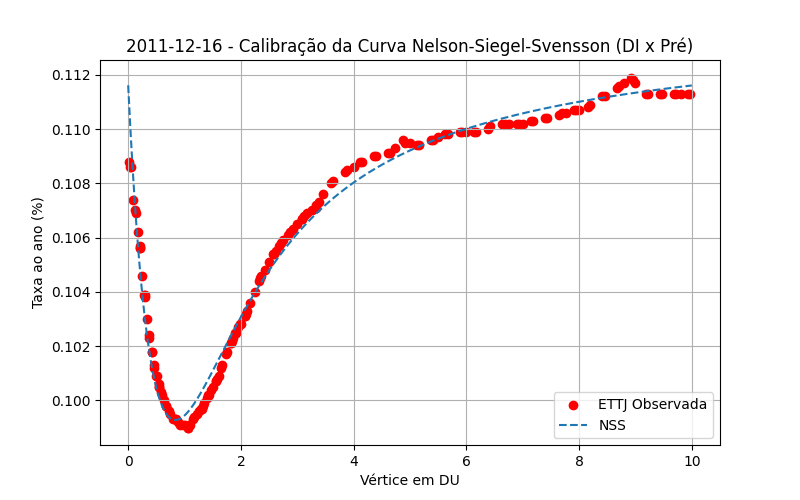 2011-12-16 - Calibração da Curva Nelson-Siegel-Svensson (DI x Pré)
Taxa ao ano (%)
0.112
0.110
0.108
0.106
0.104
0.102
0.100
ETTJ Observada
NSS
0
2
4
6
8
10
Vértice em DU